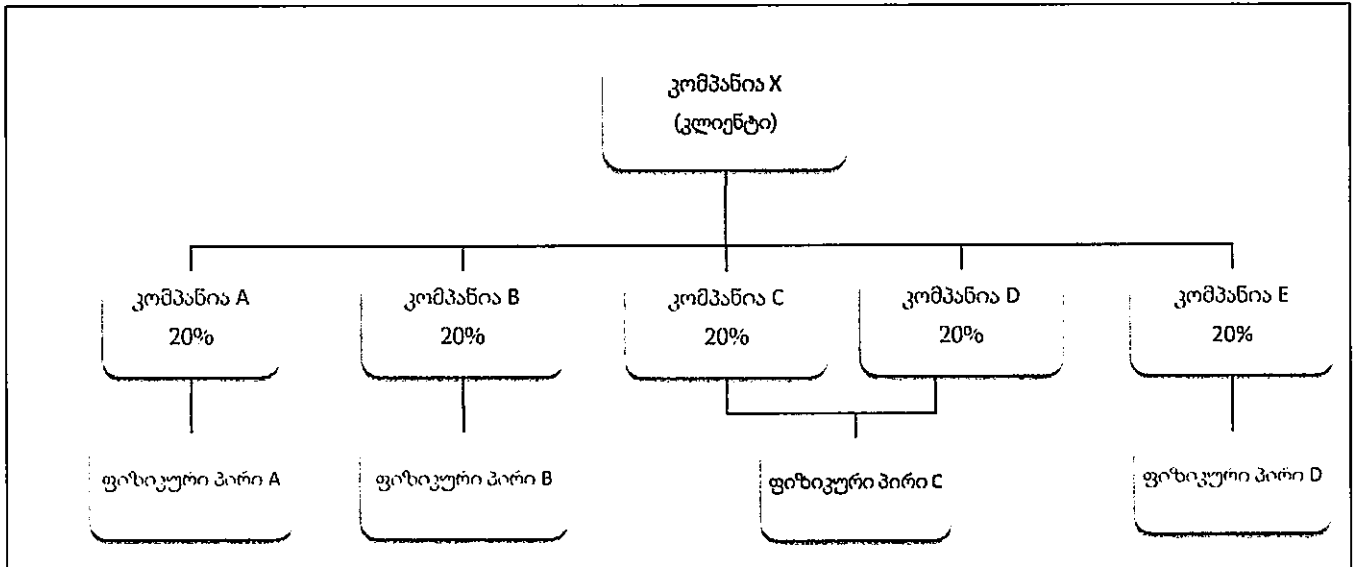 კომპანია X
(კლიენტი)
კომპანია A
20%
კომპანია B
20%
კომპანია C
20%
კომპანია D
20%
კომპანია E
20%
ფიზიკური პირი A
ფიზიკური პირი B
ფიზიკური პირი C
ფიზიკური პირი D